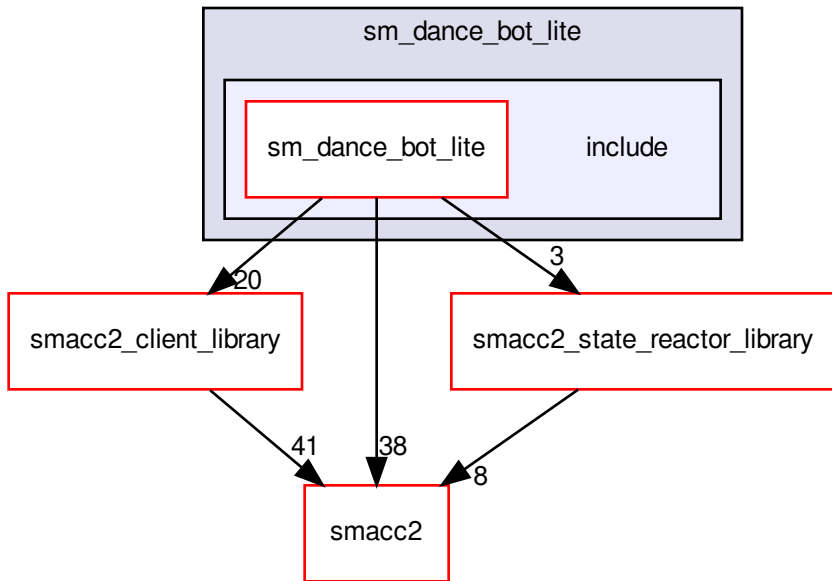 sm_dance_bot_lite
sm_dance_bot_lite
include
3
20
smacc2_client_library
smacc2_state_reactor_library
41
38
8
smacc2